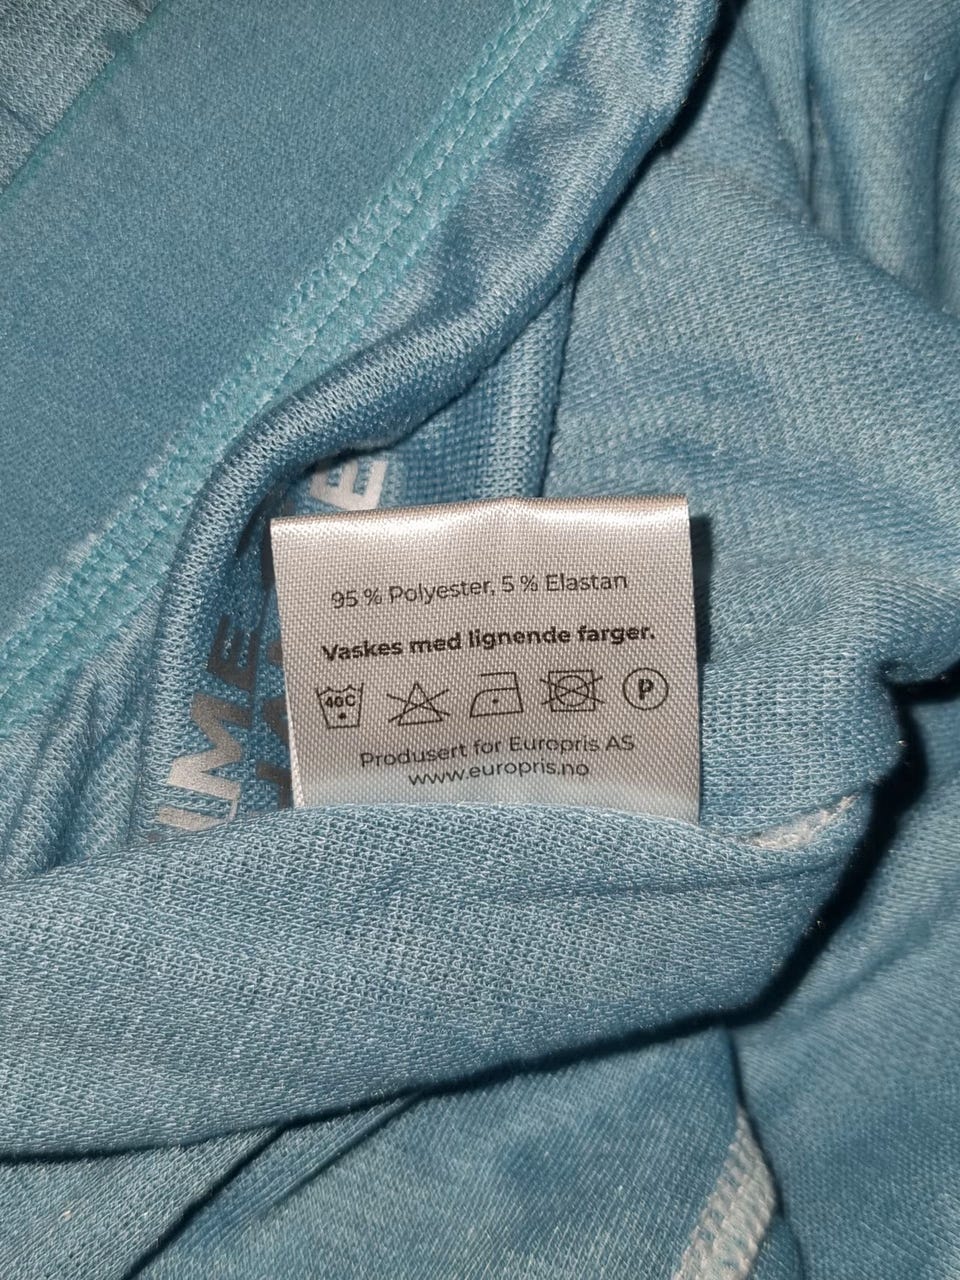 95 % Polyester, 5 % Elastan
Vaskes med lignende farger.
40C P
Produsert for Europris AS
www.europris.no